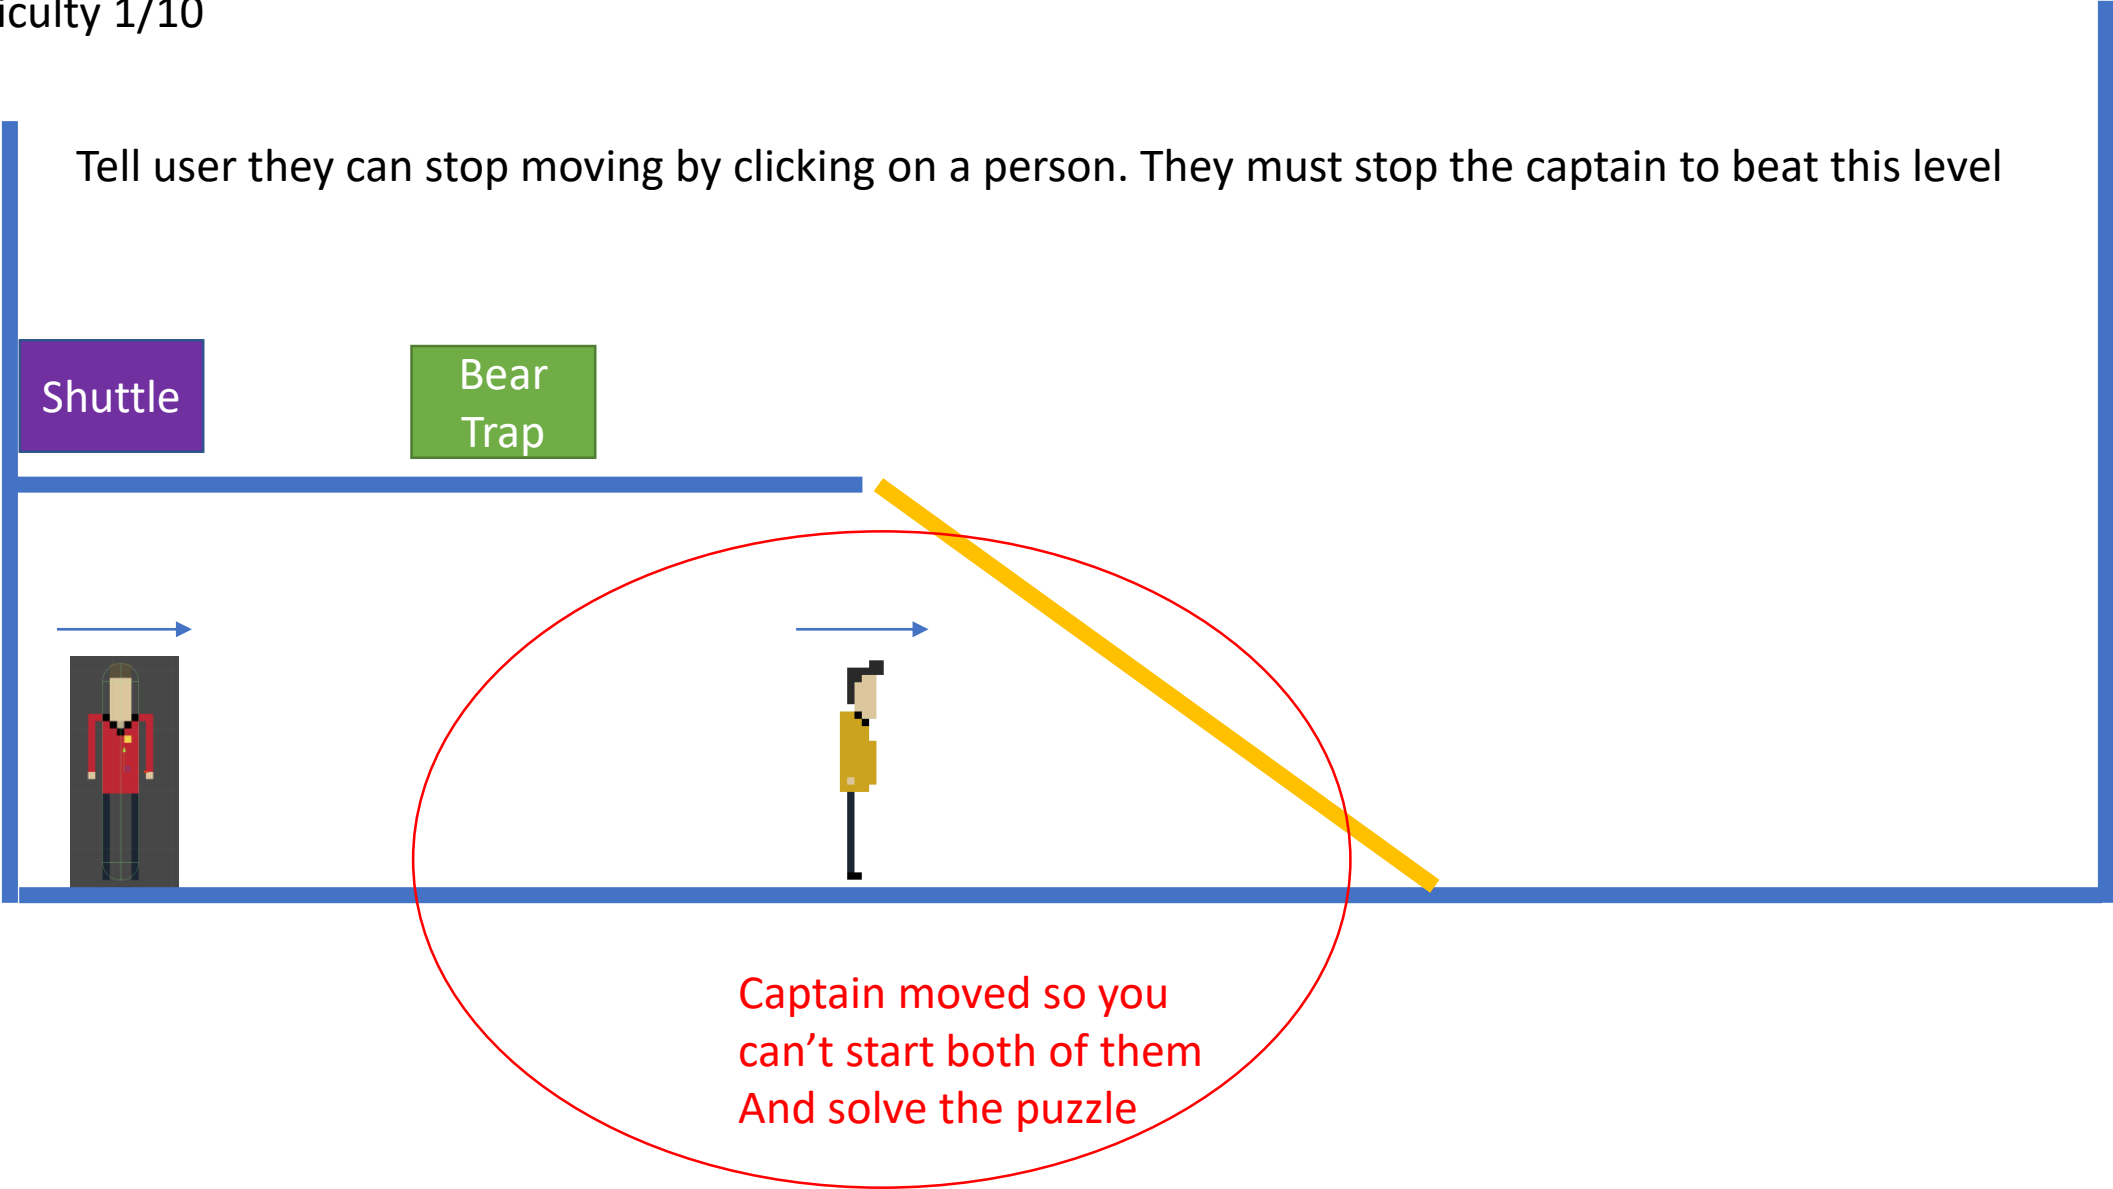 iculty 1/10
Tell user they can stop moving by clicking on a person. They must stop the captain to beat this level
Shuttle
Bear
Trap
Captain moved so you
can’t start both of them
And solve the puzzle